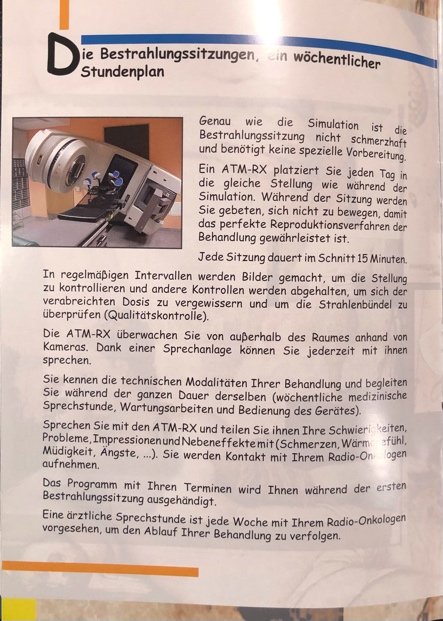 Die Bestrahlungssitzungen, ein wöchentlicher
Stundenplan
Genau wie die Simulation ist die
Bestrahlungssitzung nicht schmerzhaft
und benötigt keine spezielle Vorbereitung.
Ein ATM-RX platziert Sie jeden Tag in
die gleiche Stellung wie während der
Simulation. Während der Sitzung werden
Sie gebeten, sich nicht zu bewegen, damit
das perfekte Reproduktionsverfahren der
Behandlung gewährleistet ist.
Jede Sitzung dauert im Schnitt 15 Minuten.
In regelmäßigen Intervallen werden Bilder gemacht, um die Stellung
zu kontrollieren und andere Kontrollen werden abgehalten, um sich der
verabreichten Dosis zu vergewissern und um die Strahlenbündel zu
überprüfen (Qualitätskontrolle).
Die ATM-RX überwachen Sie von außerhalb des Raumes anhand von
Kameras. Dank einer Sprechanlage können Sie jederzeit mit ihnen
sprechen.
Sie kennen die technischen Modalitäten Ihrer Behandlung und begleiten
Sie während der ganzen Dauer derselben (wöchentliche medizinische
Sprechstunde, Wartungsarbeiten und Bedienung des Gerätes).
Sprechen Sie mit den ATM-RX und teilen Sie ihnen Ihre Schwierigkeiten,
Probleme, Impressionen und Nebeneffekte mit (Schmerzen, Wärmegefühl,
Müdigkeit, Ängste, ...). Sie werden Kontakt mit Ihrem Radio-Onkologen
aufnehmen.
Das Programm mit Ihren Terminen wird Ihnen während der ersten
Bestrahlungssitzung ausgehändigt.
Eine ärztliche Sprechstunde ist jede Woche mit Ihrem Radio-Onkologen
vorgesehen, um den Ablauf Ihrer Behandlung zu verfolgen.